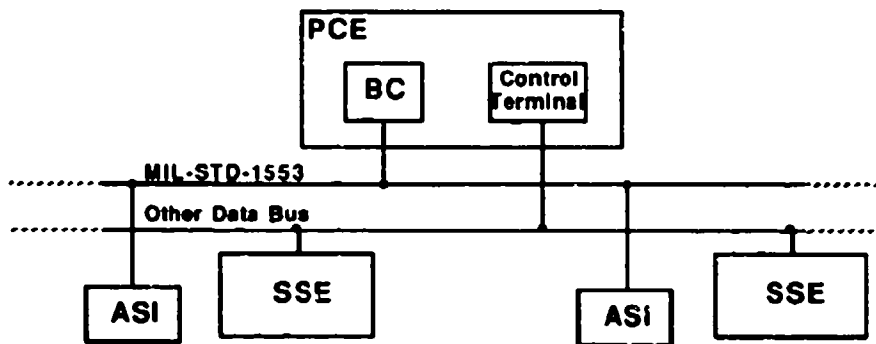 PCE
BC
Control
Terminal
MIL-STD-1553
Other Data Bus
ASI
SSE
ASI
SSE